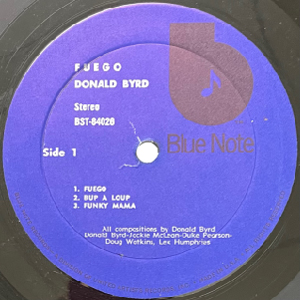 FUEGO
DONALD BYRD
Stereo
BST-84026
Blue Note
Side 1
1. FUEGO
2. BUP A LOUP
3. FUNKY MAMA
All compositions by Donald Byrd
Donald Byrd-Jackie McLean-Duke Pearson-
Doug Watkins, Lex Humphries